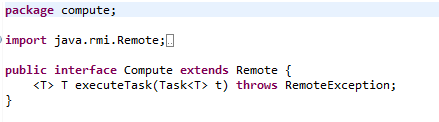 package compute;
import java.rmi.Remote;
public interface Compute extends Remote {
    <T> T executeTask(Task<T> t) throws RemoteException;
}